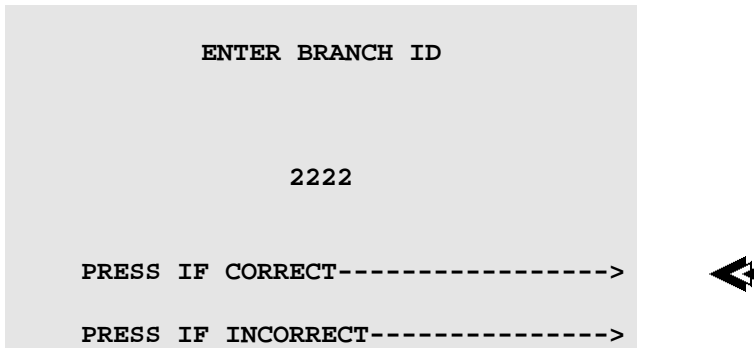 ENTER BRANCH ID
2222
PRESS IF CORRECT----------------->
PRESS IF INCORRECT--------------->